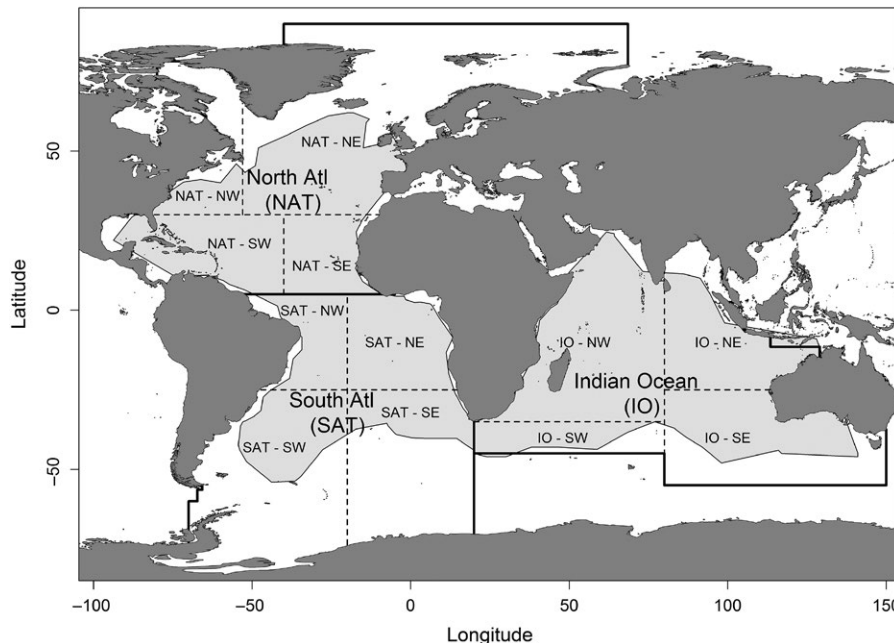 NAT - NE
North Atl
(NAT)
NAT - NW
NAT - SW
NAT - SE
SAT - NW
SAT - NE
South Atl
(SAT)
SAT - SE
SAT - SW
IO - NW
IO - NE
Indian Ocean
(IO)
IO - SW
IO - SE
Latitude
50
0
−50
−100
−50
0
50
100
150
Longitude